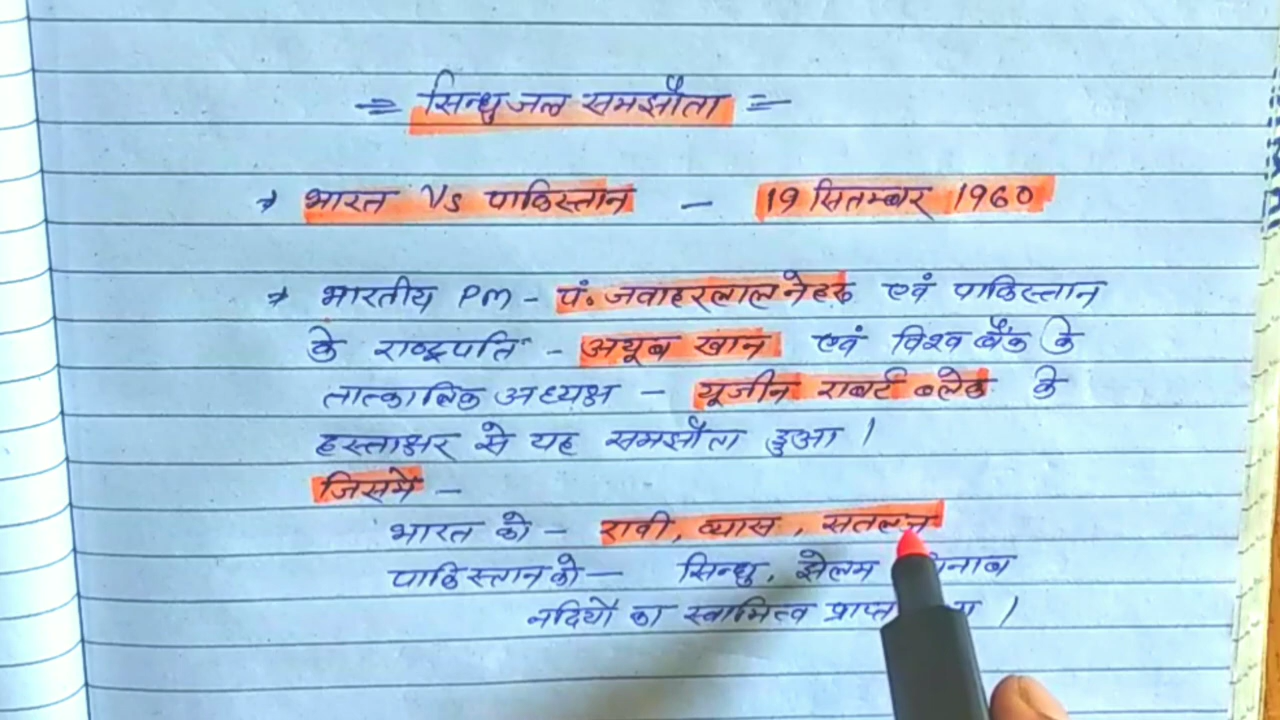 = सिन्धु जल समझौता =
→ भारत V/s पाकिस्तान - 19 सितम्बर 1960
→ भारतीय PM - पं. जवाहरलाल नेहरू एवं पाकिस्तान
के राष्ट्रपति - अयूब खान एवं विश्व बैंक के
तात्कालिक अध्यक्ष - यूजीन राबर्ट ब्लेक के
हस्ताक्षर से यह समझौता हुआ ।
जिसमें -
भारत को - रावी, व्यास, सतलज
पाकिस्तान को - सिन्धु, झेलम
नदियों का स्वामित्व प्राप्त ।